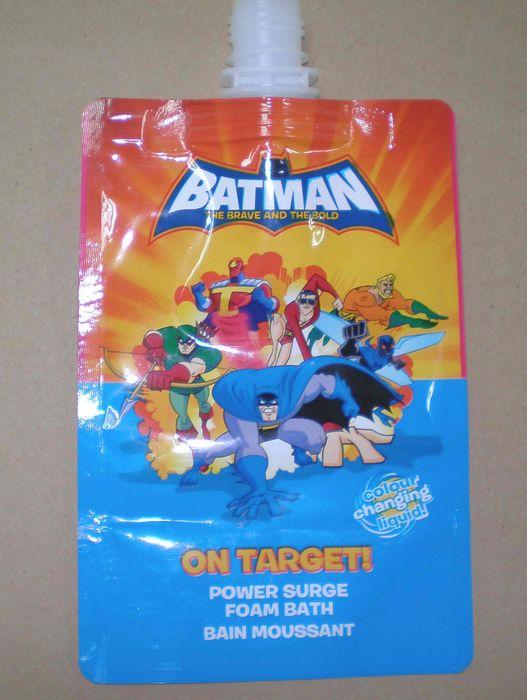 BATMAN
THE BRAVE AND THE BOLD
T
colour
changing
liquid!
ON TARGET!
POWER SURGE
FOAM BATH
BAIN MOUSSANT